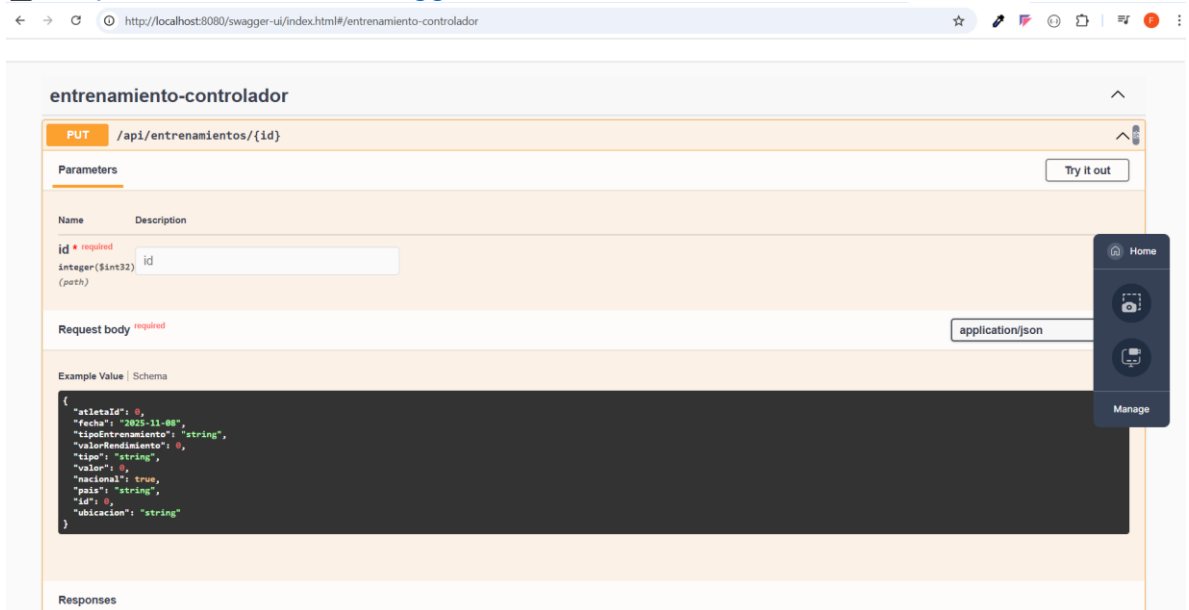 http://localhost:8080/swagger-ui/index.html#/entrenamiento-controlador
F
entrenamiento-controlador
PUT /api/entrenamientos/{id}
Parameters
Try it out
Name Description
id * required
integer($int32)
(path)
id
Home
Request body required
application/json
Example Value | Schema
Manage
{
"atletaId": 0,
"fecha": "2025-11-08",
"tipoEntrenamiento": "string",
"valorRendimiento": 0,
"tipo": "string",
"valor": 0,
"nacional": true,
"pais": "string",
"id": 0,
"ubicacion": "string"
}
Responses